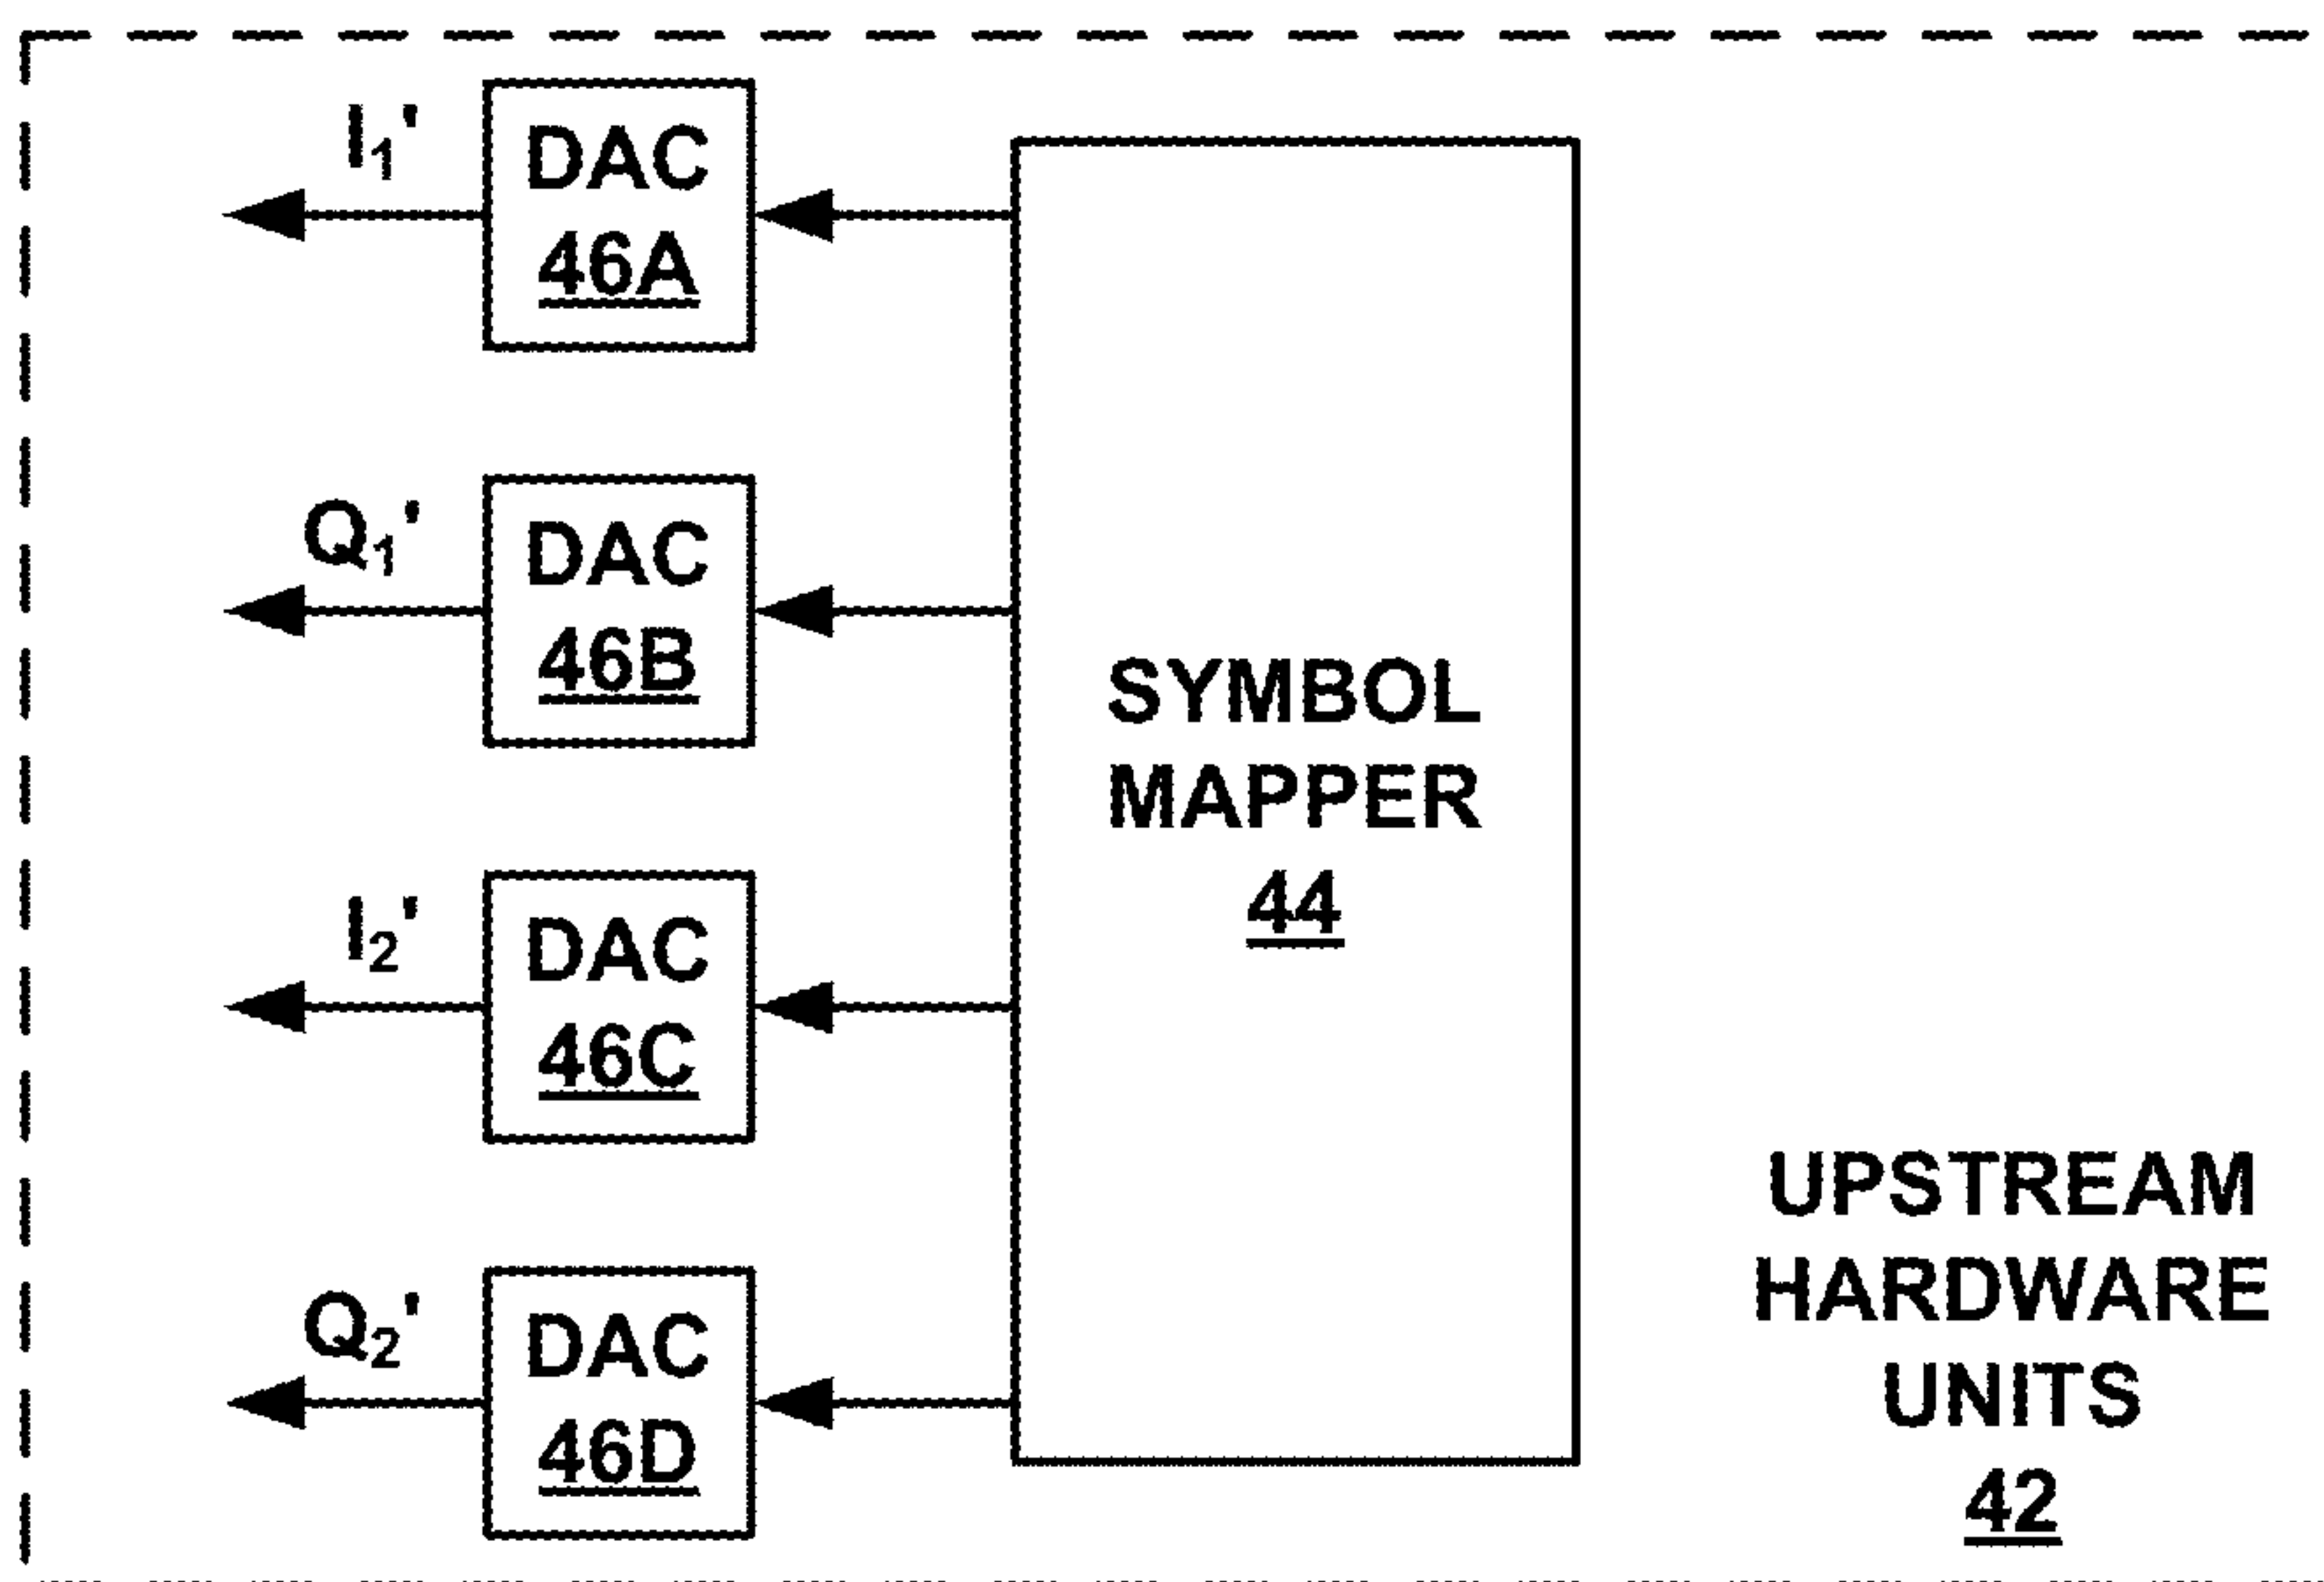 I₁'
DAC
46A
Q₁'
DAC
46B
I₂'
DAC
46C
Q₂'
DAC
46D
SYMBOL
MAPPER
44
UPSTREAM
HARDWARE
UNITS
42